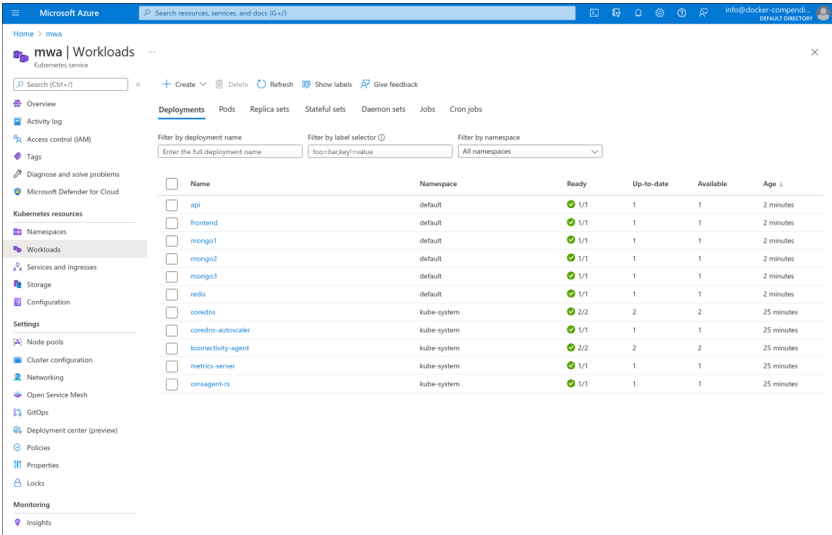 Microsoft Azure
Search resources, services, and docs (G+/)
info@docker-compendi...
DEFAULT DIRECTORY
Home > mwa
mwa | Workloads ...
Kubernetes service
Search (Ctrl+/)
Overview
Activity log
Access control (IAM)
Tags
Diagnose and solve problems
Microsoft Defender for Cloud
Kubernetes resources
Namespaces
Workloads
Services and ingresses
Storage
Configuration
Settings
Node pools
Cluster configuration
Networking
Open Service Mesh
GitOps
Deployment center (preview)
Policies
Properties
Locks
Monitoring
Insights
Create Delete Refresh Show labels Give feedback
Deployments Pods Replica sets Stateful sets Daemon sets Jobs Cron jobs
Filter by deployment name Filter by label selector Filter by namespace
Enter the full deployment name foo=bar,key!=value All namespaces
Name Namespace Ready Up-to-date Available Age ↓
api default 1/1 1 1 2 minutes
frontend default 1/1 1 1 2 minutes
mongo1 default 1/1 1 1 2 minutes
mongo2 default 1/1 1 1 2 minutes
mongo3 default 1/1 1 1 2 minutes
redis default 1/1 1 1 2 minutes
coredns kube-system 2/2 2 2 25 minutes
coredns-autoscaler kube-system 1/1 1 1 25 minutes
konnectivity-agent kube-system 2/2 2 2 25 minutes
metrics-server kube-system 1/1 1 1 25 minutes
omsagent-rs kube-system 1/1 1 1 25 minutes